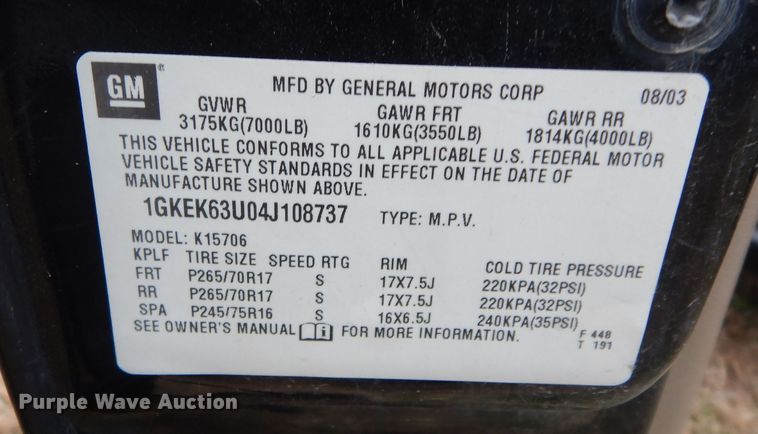 GM ®
MFD BY GENERAL MOTORS CORP 08/03
GVWR GAWR FRT GAWR RR
3175KG(7000LB) 1610KG(3550LB) 1814KG(4000LB)
THIS VEHICLE CONFORMS TO ALL APPLICABLE U.S. FEDERAL MOTOR
VEHICLE SAFETY STANDARDS IN EFFECT ON THE DATE OF
MANUFACTURE SHOWN ABOVE.
1GKEK63U04J108737 TYPE: M.P.V.
MODEL: K15706
KPLF TIRE SIZE SPEED RTG RIM COLD TIRE PRESSURE
FRT P265/70R17 S 17X7.5J 220KPA(32PSI)
RR P265/70R17 S 17X7.5J 220KPA(32PSI)
SPA P245/75R16 S 16X6.5J 240KPA(35PSI)
SEE OWNER'S MANUAL i FOR MORE INFORMATION. F 448
T 191
Purple Wave Auction